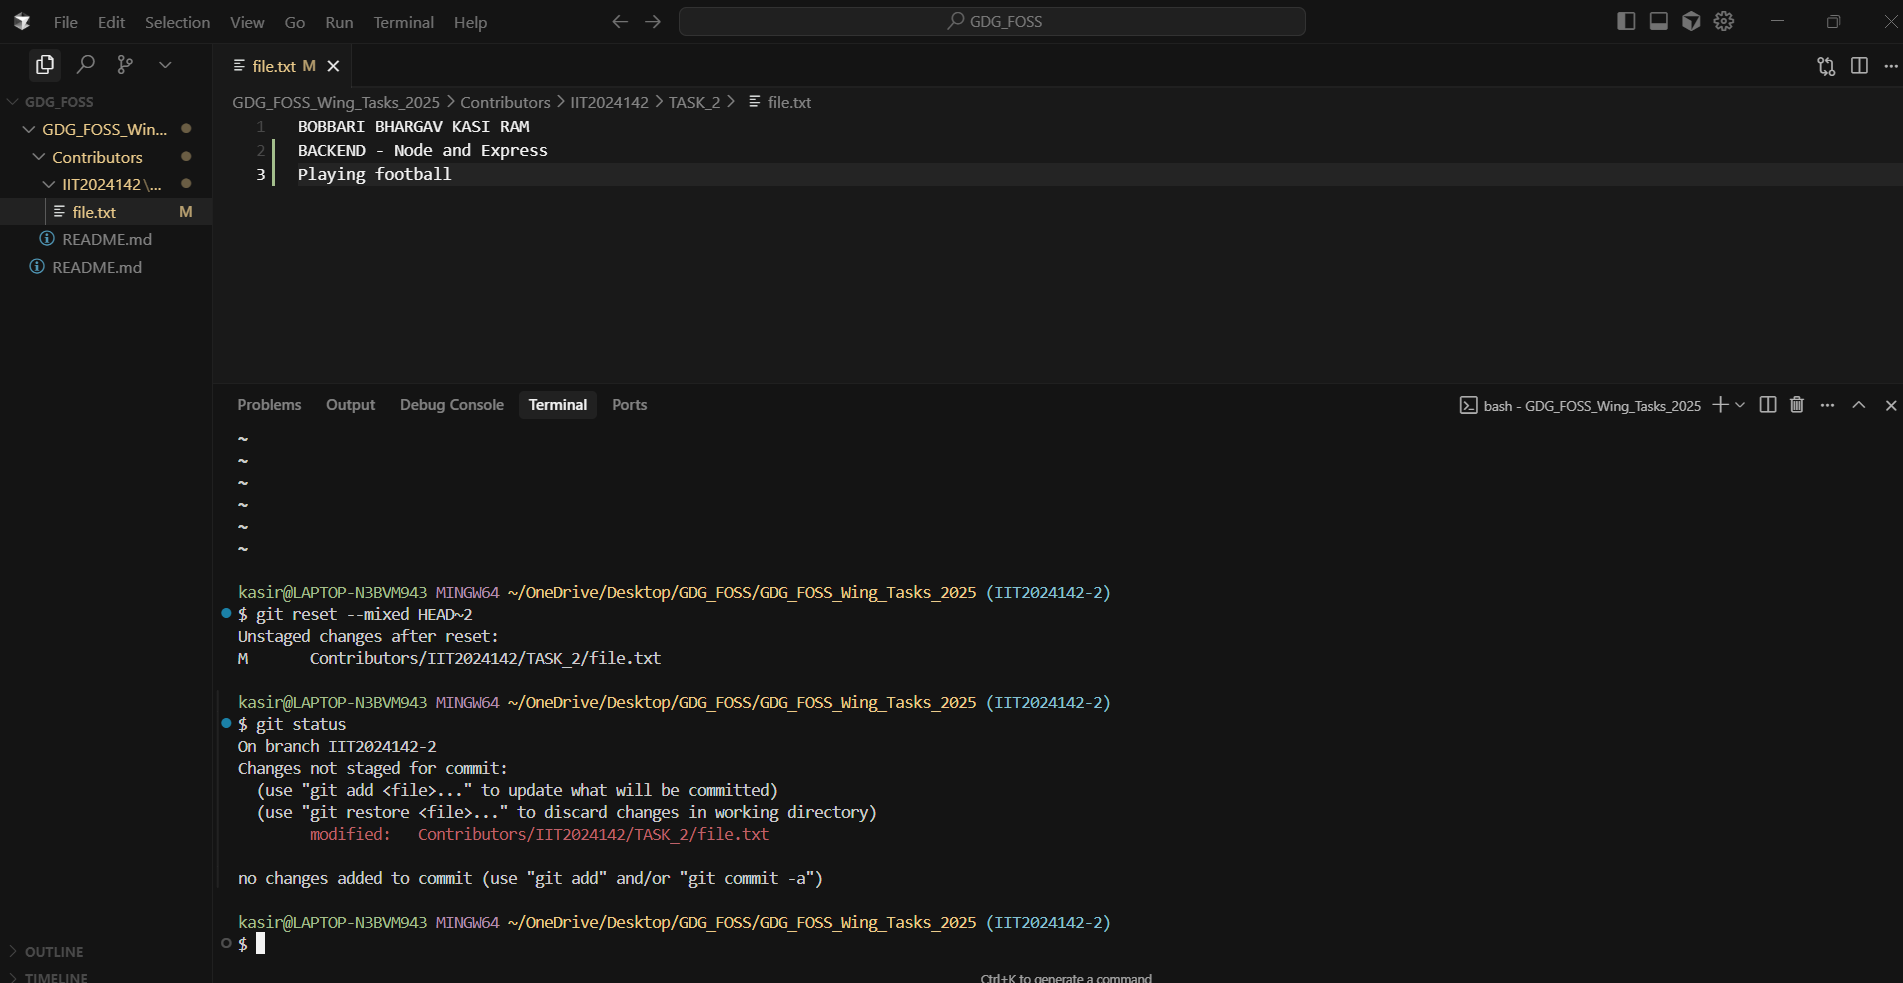 File Edit Selection View Go Run Terminal Help
GDG_FOSS
file.txt M
GDG_FOSS
GDG_FOSS_Win...
Contributors
IIT2024142 \...
file.txt M
README.md
README.md
OUTLINE
TIMELINE
GDG_FOSS_Wing_Tasks_2025 > Contributors > IIT2024142 > TASK_2 > file.txt
1 BOBBARI BHARGAV KASI RAM
2 BACKEND - Node and Express
3 Playing football
Problems Output Debug Console Terminal Ports
bash - GDG_FOSS_Wing_Tasks_2025
~
~
~
~
~
~
kasir@LAPTOP-N3BVM943 MINGW64 ~/OneDrive/Desktop/GDG_FOSS/GDG_FOSS_Wing_Tasks_2025 (IIT2024142-2)
$ git reset --mixed HEAD~2
Unstaged changes after reset:
M Contributors/IIT2024142/TASK_2/file.txt
kasir@LAPTOP-N3BVM943 MINGW64 ~/OneDrive/Desktop/GDG_FOSS/GDG_FOSS_Wing_Tasks_2025 (IIT2024142-2)
$ git status
On branch IIT2024142-2
Changes not staged for commit:
(use "git add <file>..." to update what will be committed)
(use "git restore <file>..." to discard changes in working directory)
modified: Contributors/IIT2024142/TASK_2/file.txt
no changes added to commit (use "git add" and/or "git commit -a")
kasir@LAPTOP-N3BVM943 MINGW64 ~/OneDrive/Desktop/GDG_FOSS/GDG_FOSS_Wing_Tasks_2025 (IIT2024142-2)
$
Ctrl+K to generate a command